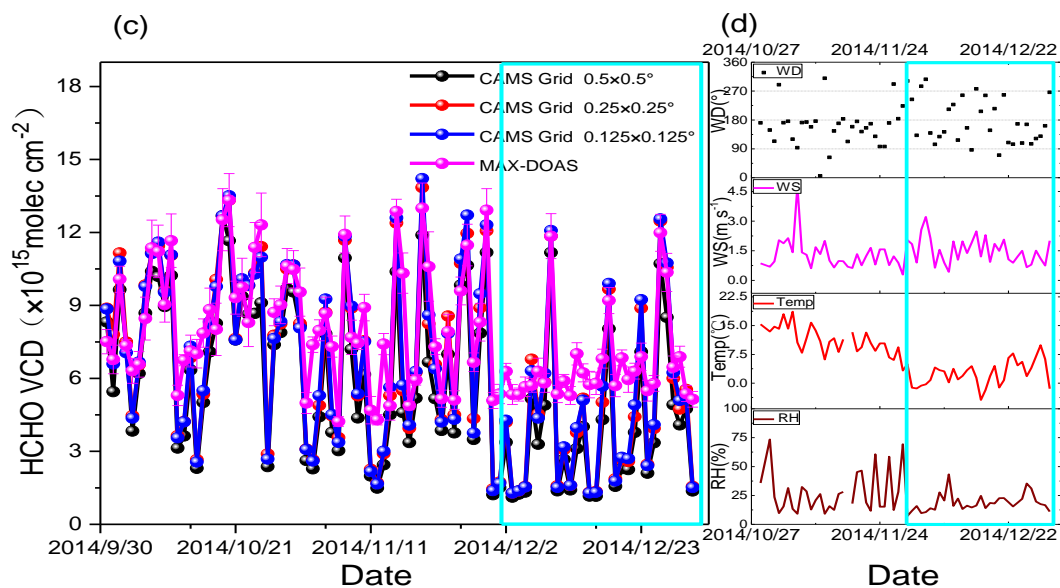 (c)
HCHO VCD (×10¹⁵molec cm⁻²)
18
15
12
9
6
3
0
CAMS Grid 0.5×0.5°
CAMS Grid 0.25×0.25°
CAMS Grid 0.125×0.125°
MAX-DOAS
2014/9/30
2014/10/21
2014/11/11
2014/12/2
2014/12/23
Date
(d)
2014/10/27
2014/11/24
2014/12/22
WD(°)
360
270
180
90
0
WD
WS(m s⁻¹)
4.5
3.0
1.5
0.0
WS
Temp(℃)
22.5
15.0
7.5
0.0
Temp
RH(%)
100
75
50
25
0
RH
2014/10/27
2014/11/24
2014/12/22
Date